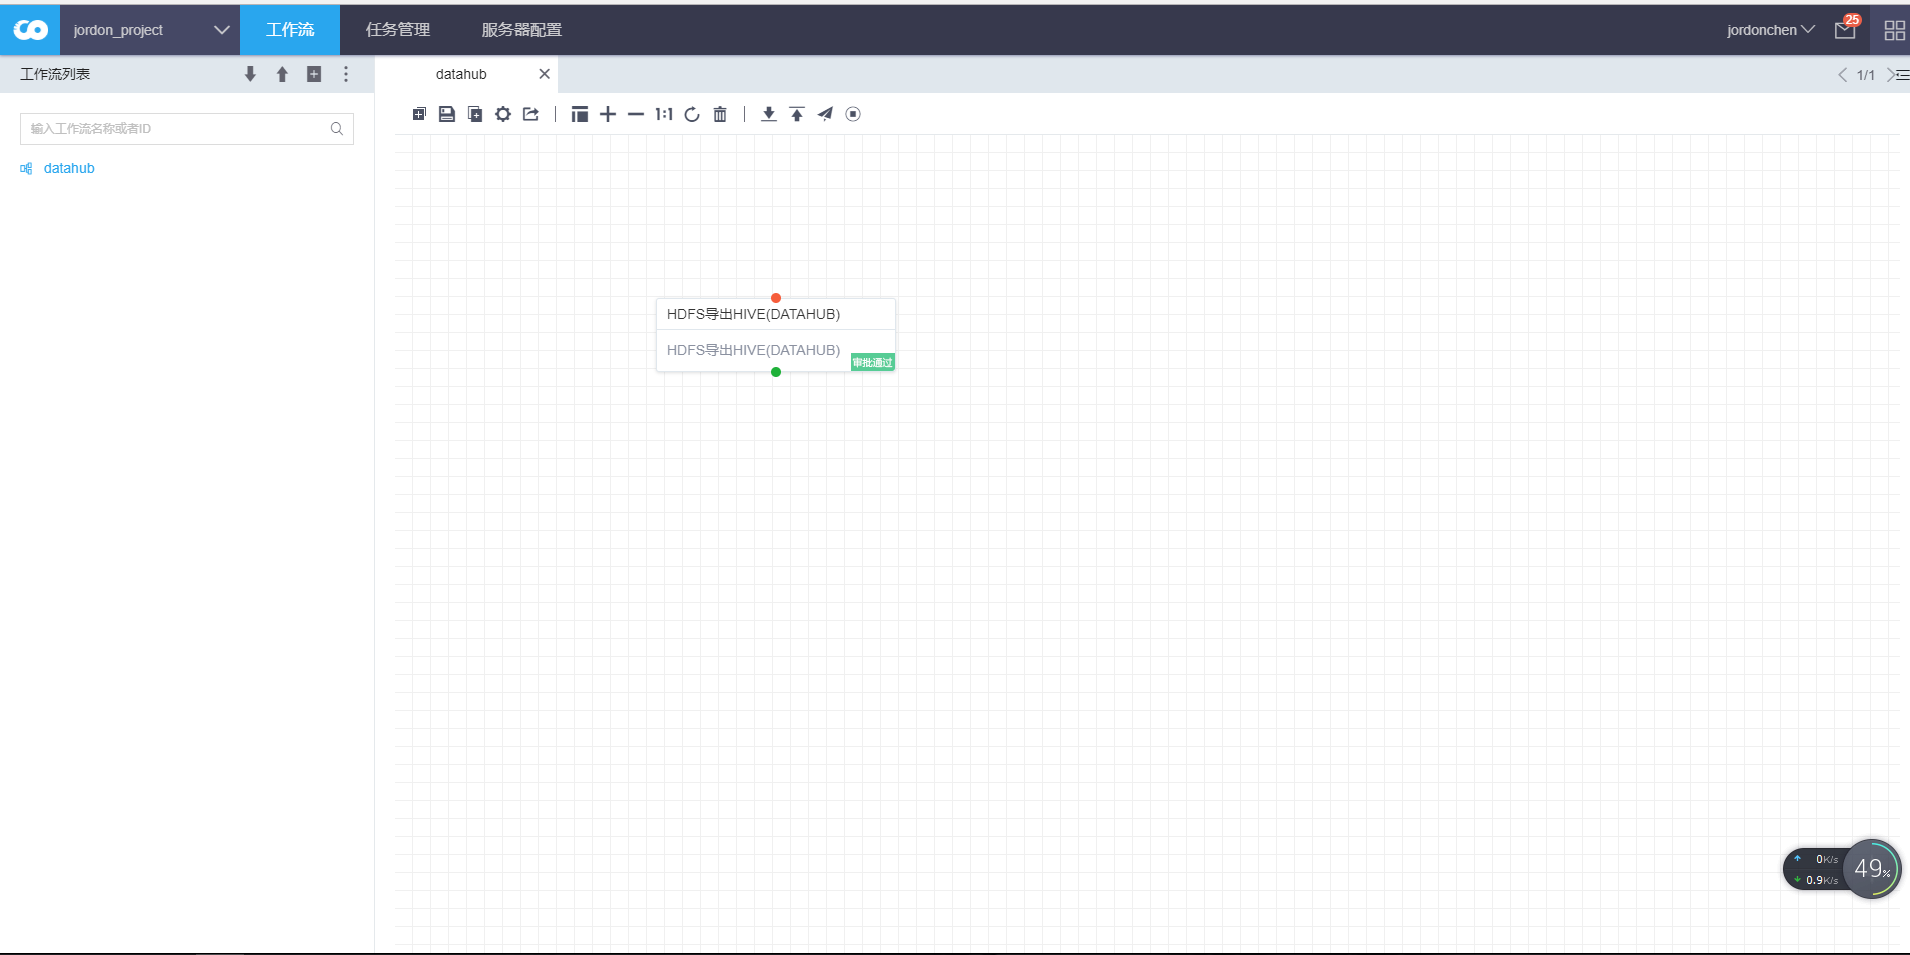 jordon_project
工作流
任务管理
服务器配置
jordonchen
25
工作流列表
datahub
1/1
输入工作流名称或者ID
1:1
datahub
HDFS导出HIVE(DATAHUB)
HDFS导出HIVE(DATAHUB)
审批通过
0K/s
0.9K/s
49%